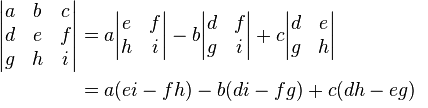 |a b c|
|d e f| = a|e f| − b|d f| + c|d e|
|g h i|    |h i|    |g i|    |g h|
= a(ei − fh) − b(di − fg) + c(dh − eg)